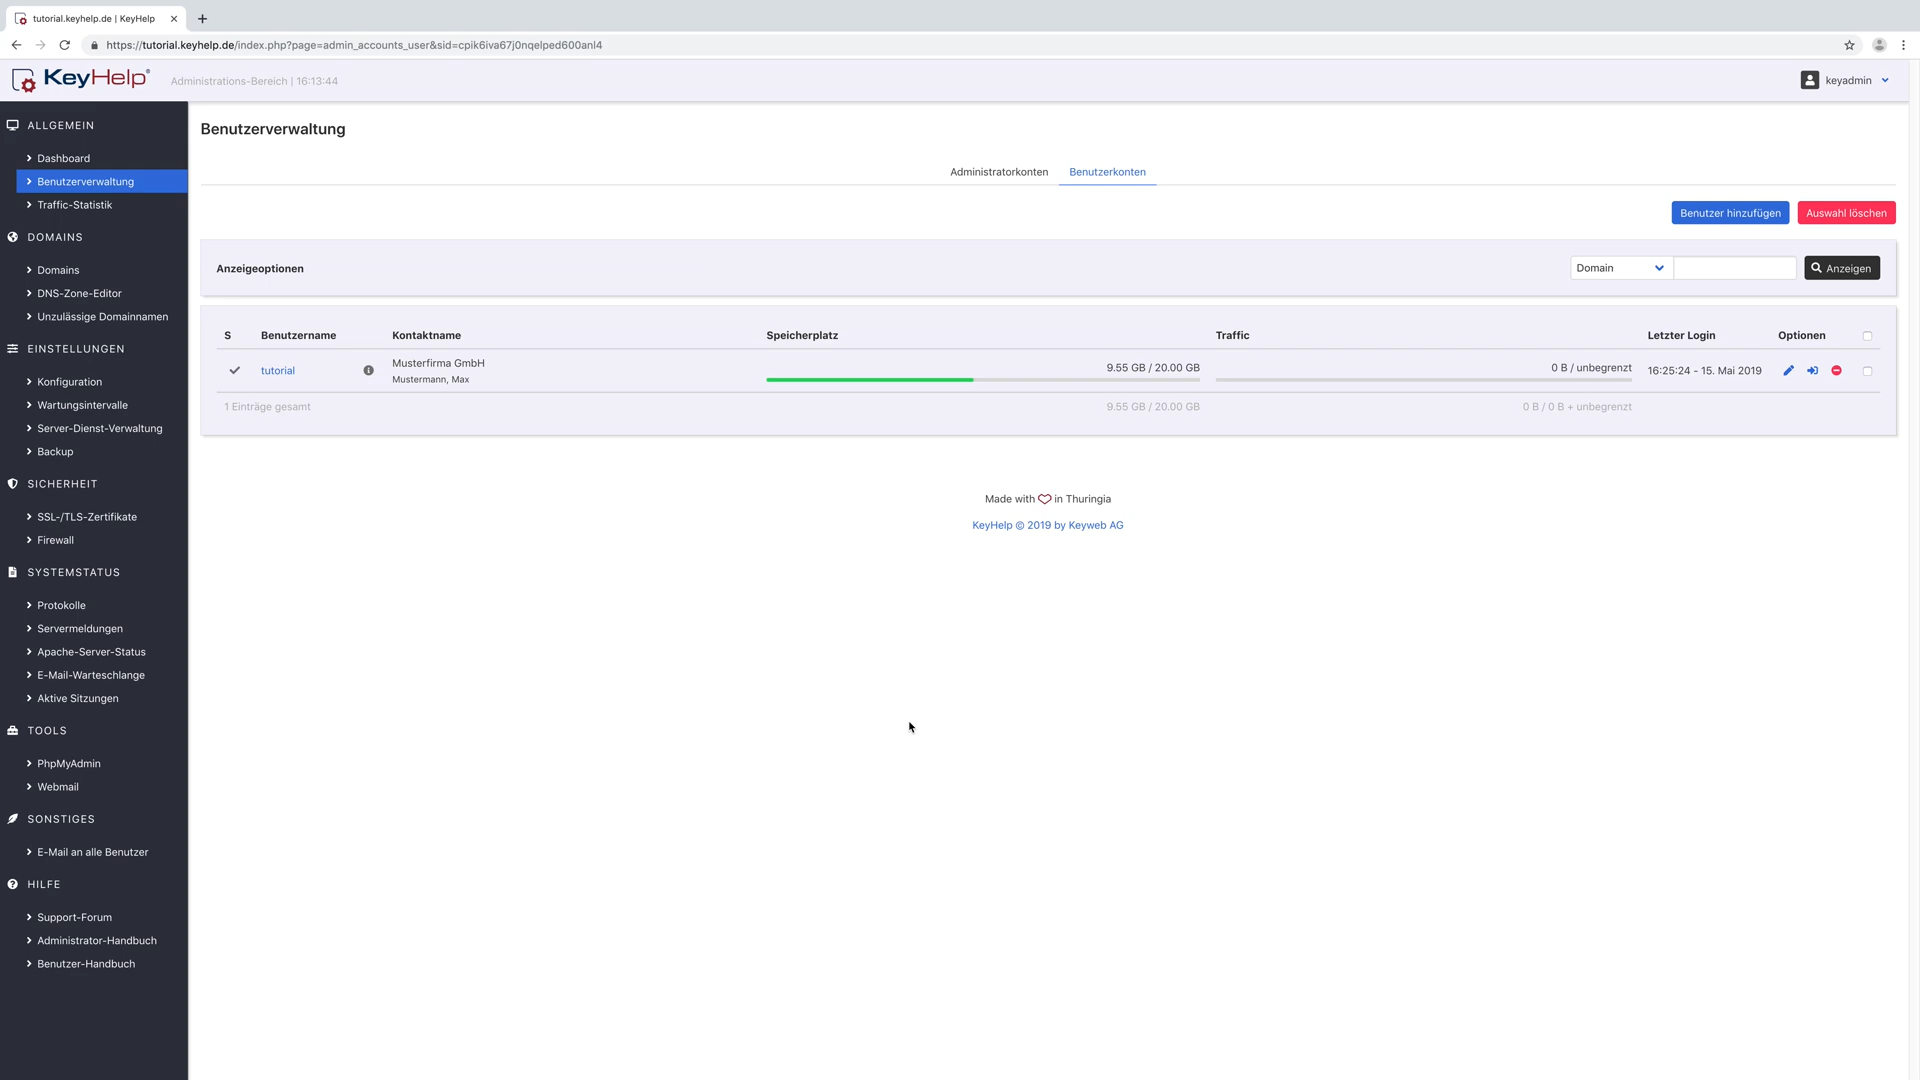 tutorial.keyhelp.de | KeyHelp
https://tutorial.keyhelp.de/index.php?page=admin_accounts_user&sid=cpik6iva67j0nqelped600anl4
KeyHelp®
Administrations-Bereich | 16:13:44
keyadmin
ALLGEMEIN
Dashboard
Benutzerverwaltung
Traffic-Statistik
DOMAINS
Domains
DNS-Zone-Editor
Unzulässige Domainnamen
EINSTELLUNGEN
Konfiguration
Wartungsintervalle
Server-Dienst-Verwaltung
Backup
SICHERHEIT
SSL-/TLS-Zertifikate
Firewall
SYSTEMSTATUS
Protokolle
Servermeldungen
Apache-Server-Status
E-Mail-Warteschlange
Aktive Sitzungen
TOOLS
PhpMyAdmin
Webmail
SONSTIGES
E-Mail an alle Benutzer
HILFE
Support-Forum
Administrator-Handbuch
Benutzer-Handbuch
Benutzerverwaltung
Administratorkonten Benutzerkonten
Benutzer hinzufügen Auswahl löschen
Anzeigeoptionen Domain Anzeigen
S Benutzername Kontaktname Speicherplatz Traffic Letzter Login Optionen
tutorial Musterfirma GmbH 9.55 GB / 20.00 GB 0 B / unbegrenzt 16:25:24 - 15. Mai 2019
Mustermann, Max
1 Einträge gesamt 9.55 GB / 20.00 GB 0 B / 0 B + unbegrenzt
Made with in Thuringia
KeyHelp © 2019 by Keyweb AG